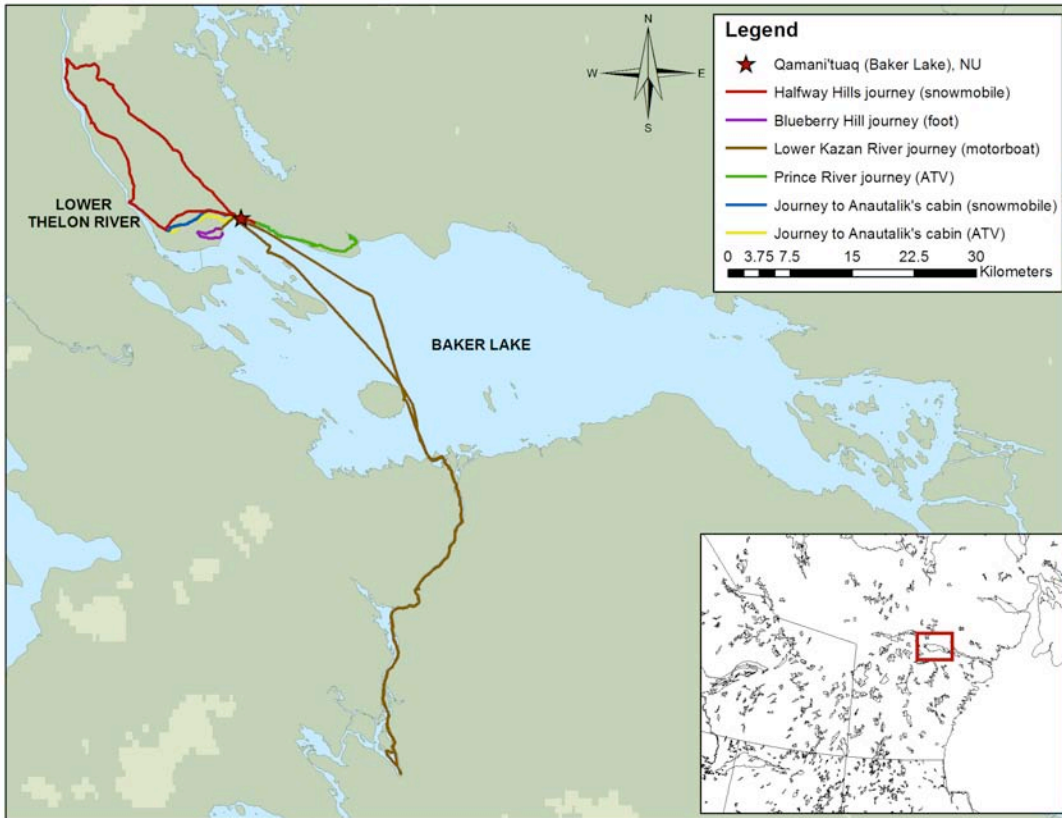 Legend
Qamani'tuaq (Baker Lake), NU
Halfway Hills journey (snowmobile)
Blueberry Hill journey (foot)
Lower Kazan River journey (motorboat)
Prince River journey (ATV)
Journey to Anautalik's cabin (snowmobile)
Journey to Anautalik's cabin (ATV)
0 3.75 7.5 15 22.5 30
Kilometers
N
W E
S
LOWER
THELON RIVER
BAKER LAKE